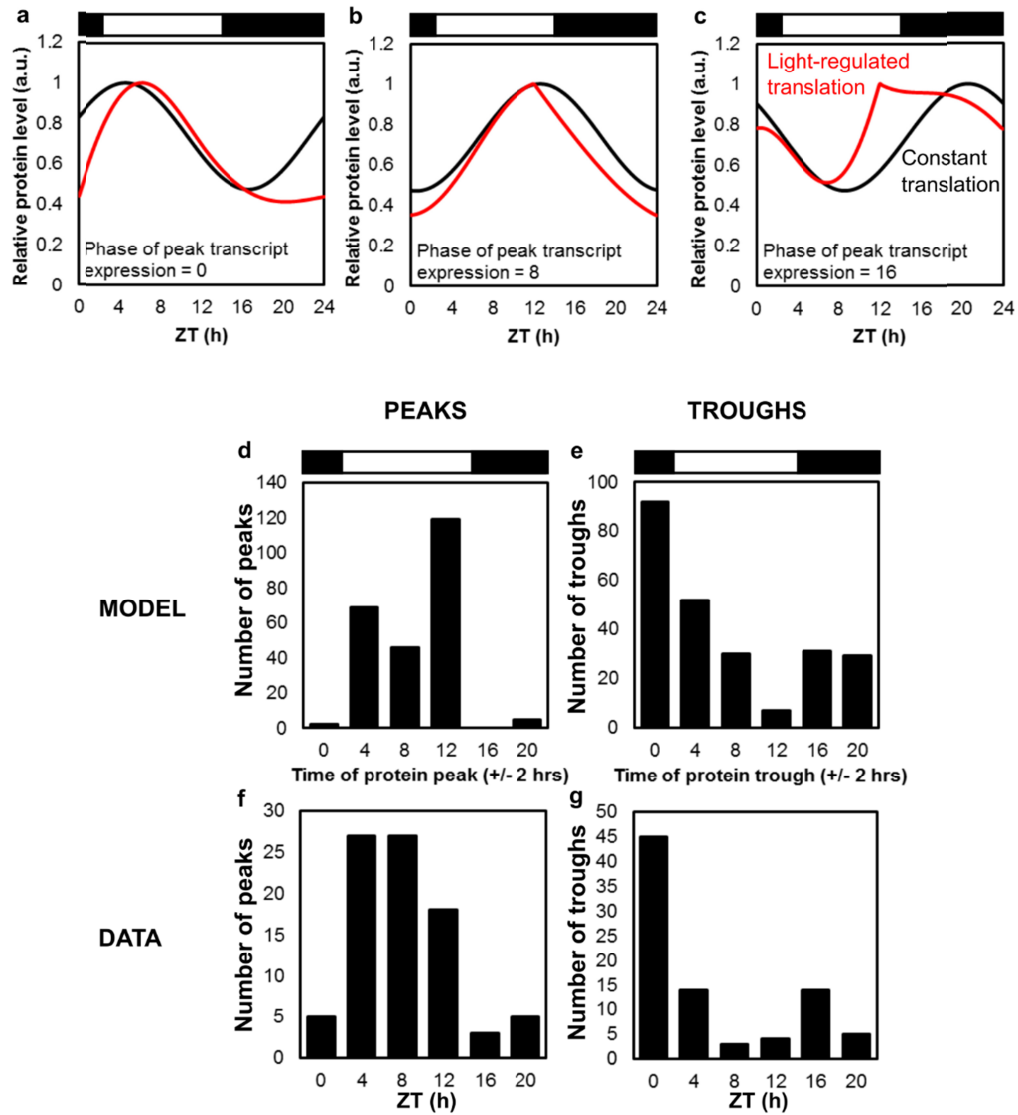 a
b
c
Relative protein level (a.u.)
1.2
1
0.8
0.6
0.4
0.2
0
Phase of peak transcript
expression = 0
0 4 8 12 16 20 24
ZT (h)
Relative protein level (a.u.)
1.2
1
0.8
0.6
0.4
0.2
0
Phase of peak transcript
expression = 8
0 4 8 12 16 20 24
ZT (h)
Relative protein level (a.u.)
1.2
1
0.8
0.6
0.4
0.2
0
Light-regulated
translation
Constant
translation
Phase of peak transcript
expression = 16
0 4 8 12 16 20 24
ZT (h)
PEAKS
TROUGHS
MODEL
d
Number of peaks
140
120
100
80
60
40
20
0
0 4 8 12 16 20
Time of protein peak (+/- 2 hrs)
e
Number of troughs
100
80
60
40
20
0
0 4 8 12 16 20
Time of protein trough (+/- 2 hrs)
DATA
f
Number of peaks
30
25
20
15
10
5
0
0 4 8 12 16 20
ZT (h)
g
Number of troughs
50
45
40
35
30
25
20
15
10
5
0
0 4 8 12 16 20
ZT (h)